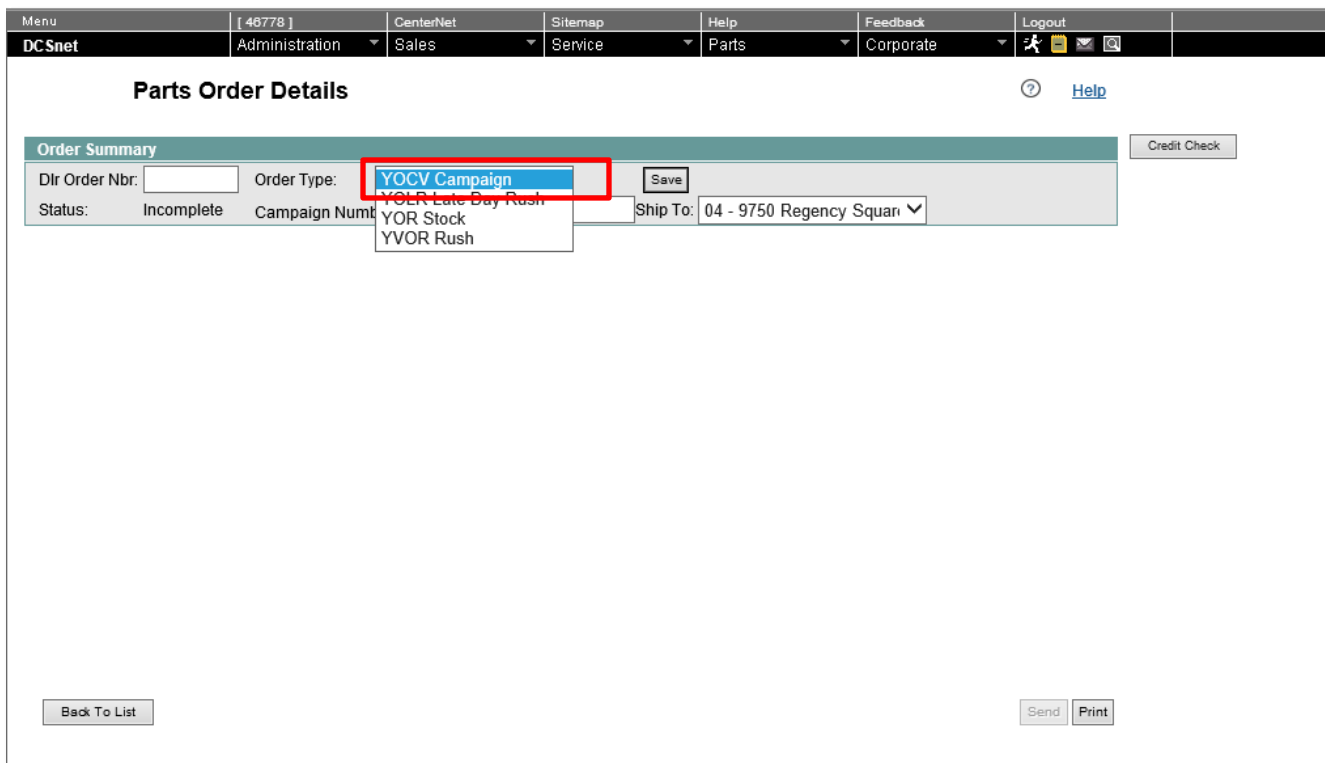 Menu [ 46778 ] CenterNet Sitemap Help Feedback Logout
DCSnet Administration Sales Service Parts Corporate
Parts Order Details
Help
Order Summary
Credit Check
Dlr Order Nbr: Order Type: YOCV Campaign Save
YOLR Late Day Rush
Status: Incomplete Campaign Numb Ship To: 04 - 9750 Regency Square
YOR Stock
YVOR Rush
Back To List Send Print